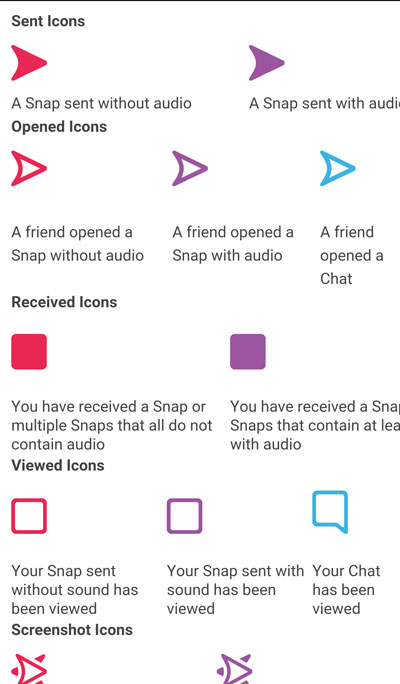 Sent Icons
A Snap sent without audio
A Snap sent with audio
Opened Icons
A friend opened a
Snap without audio
A friend opened a
Snap with audio
A friend
opened a
Chat
Received Icons
You have received a Snap or
multiple Snaps that all do not
contain audio
You have received a Snap
Snaps that contain at lea
with audio
Viewed Icons
Your Snap sent
without sound has
been viewed
Your Snap sent with
sound has been
viewed
Your Chat
has been
viewed
Screenshot Icons